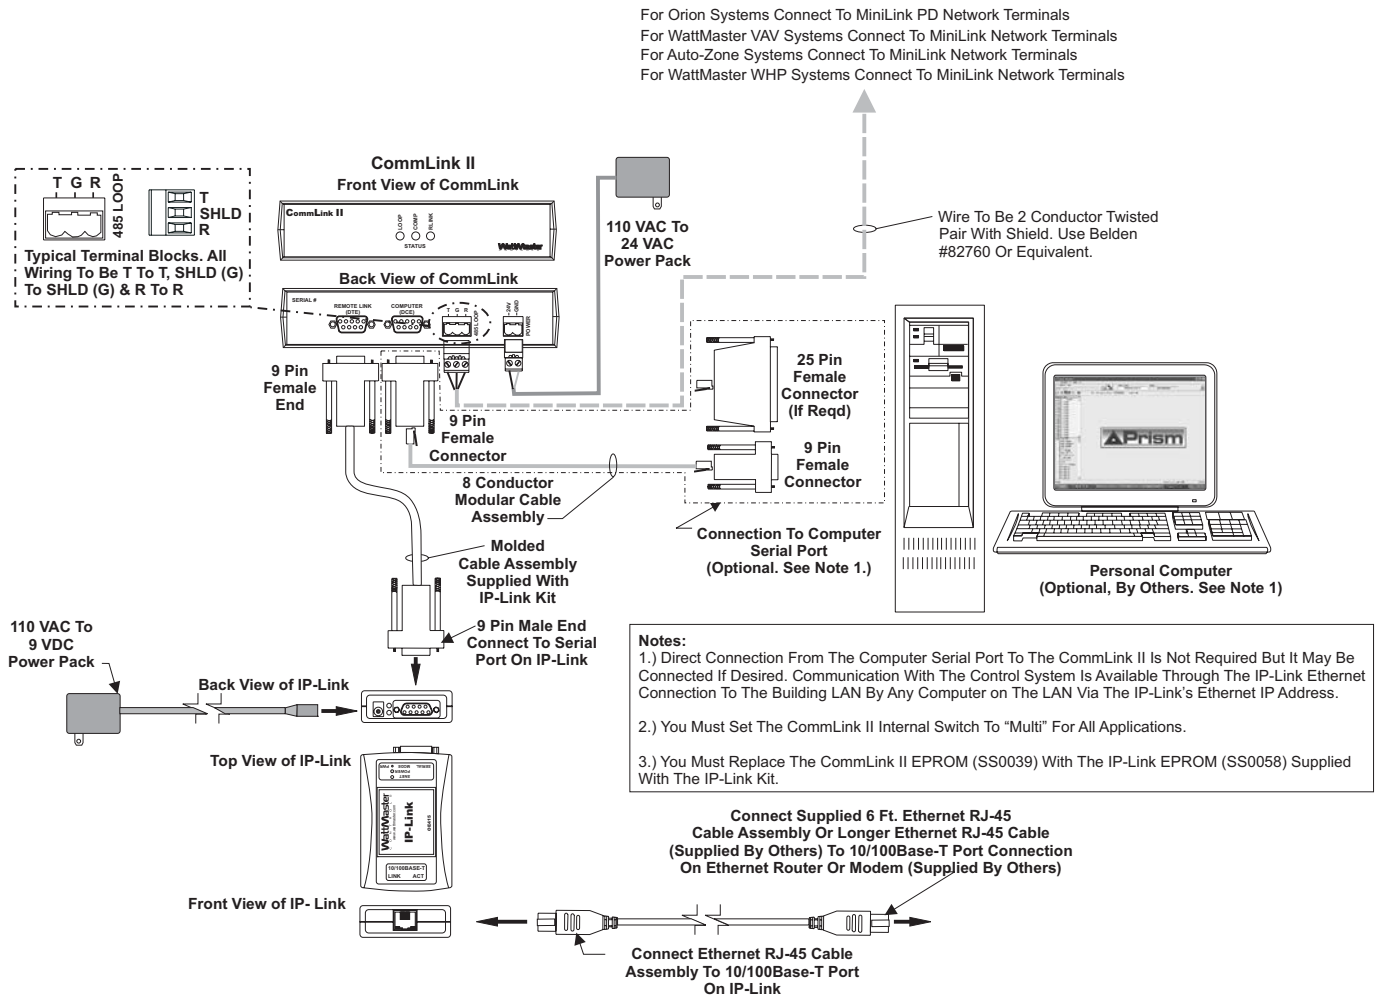 For Orion Systems Connect To MiniLink PD Network Terminals
For WattMaster VAV Systems Connect To MiniLink Network Terminals
For Auto-Zone Systems Connect To MiniLink Network Terminals
For WattMaster WHP Systems Connect To MiniLink Network Terminals
T G R
485 LOOP
T
SHLD
R
Typical Terminal Blocks. All
Wiring To Be T To T, SHLD (G)
To SHLD (G) & R To R
CommLink II
Front View of CommLink
CommLink II
LOOP
COMP
RLINK
STATUS
WattMaster
110 VAC To
24 VAC
Power Pack
Wire To Be 2 Conductor Twisted
Pair With Shield. Use Belden
#82760 Or Equivalent.
Back View of CommLink
SERIAL #
REMOTE LINK
(DTE)
COMPUTER
(DCE)
T
G
R
485 LOOP
24V
GND
POWER
9 Pin
Female
End
9 Pin
Female
Connector
25 Pin
Female
Connector
(If Reqd)
9 Pin
Female
Connector
Prism
8 Conductor
Modular Cable
Assembly
Connection To Computer
Serial Port
(Optional. See Note 1.)
Personal Computer
(Optional, By Others. See Note 1)
Molded
Cable Assembly
Supplied With
IP-Link Kit
9 Pin Male End
Connect To Serial
Port On IP-Link
110 VAC To
9 VDC
Power Pack
Back View of IP-Link
Notes:
1.) Direct Connection From The Computer Serial Port To The CommLink II Is Not Required But It May Be
Connected If Desired. Communication With The Control System Is Available Through The IP-Link Ethernet
Connection To The Building LAN By Any Computer on The LAN Via The IP-Link's Ethernet IP Address.
2.) You Must Set The CommLink II Internal Switch To “Multi” For All Applications.
3.) You Must Replace The CommLink II EPROM (SS0039) With The IP-Link EPROM (SS0058) Supplied
With The IP-Link Kit.
Top View of IP-Link
SERIAL
MODE
PWR
POWER
WattMaster
IP-Link
10/100BASE-T
LINK ACT
Front View of IP- Link
Connect Supplied 6 Ft. Ethernet RJ-45
Cable Assembly Or Longer Ethernet RJ-45 Cable
(Supplied By Others) To 10/100Base-T Port Connection
On Ethernet Router Or Modem (Supplied By Others)
Connect Ethernet RJ-45 Cable
Assembly To 10/100Base-T Port
On IP-Link